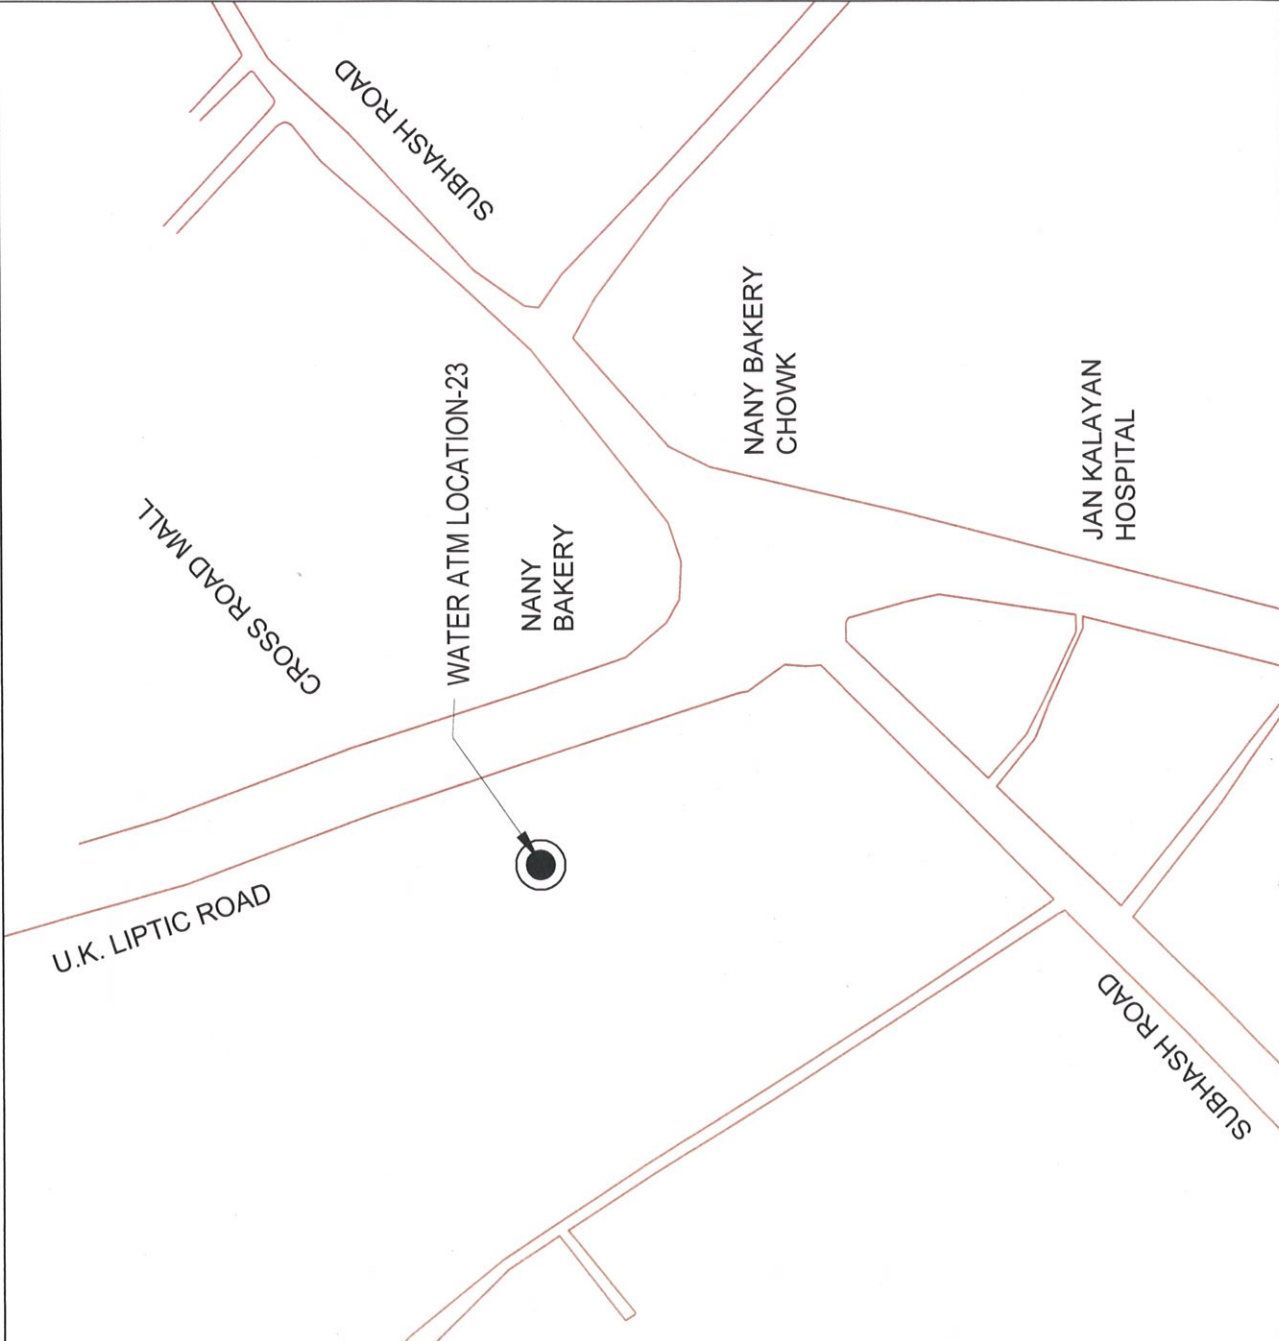 SUBHASH ROAD
NANY BAKERY
CHOWK
WATER ATM LOCATION-23
JAN KALAYAN
HOSPITAL
CROSS ROAD MALL
NANY
BAKERY
U.K. LIPTIC ROAD
SUBHASH ROAD